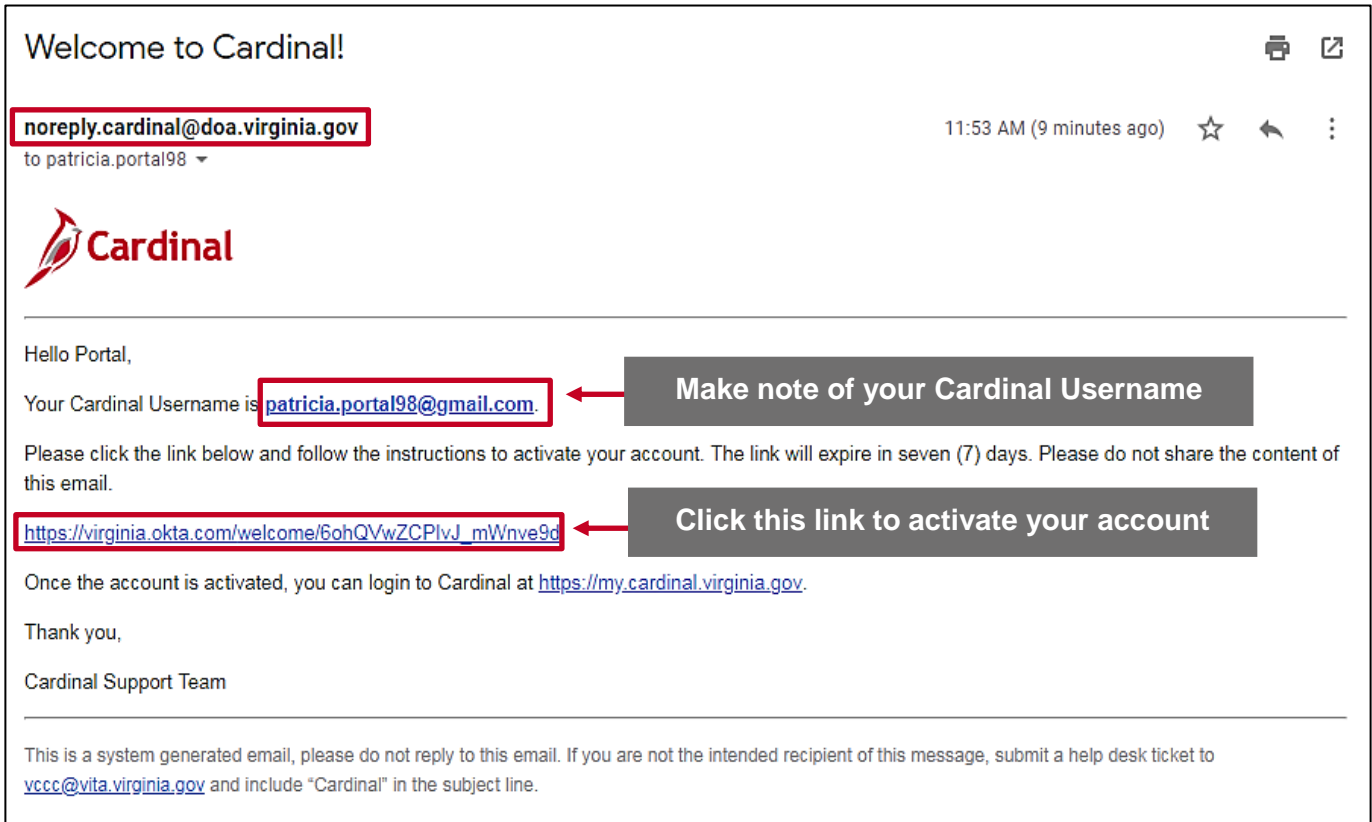 Welcome to Cardinal!
noreply.cardinal@doa.virginia.gov
11:53 AM (9 minutes ago)
to patricia.portal98
Cardinal
Hello Portal,
Your Cardinal Username is patricia.portal98@gmail.com.
Make note of your Cardinal Username
Please click the link below and follow the instructions to activate your account. The link will expire in seven (7) days. Please do not share the content of
this email.
https://virginia.okta.com/welcome/6ohQVwZCPIvJ_mWnve9d
Click this link to activate your account
Once the account is activated, you can login to Cardinal at https://my.cardinal.virginia.gov.
Thank you,
Cardinal Support Team
This is a system generated email, please do not reply to this email. If you are not the intended recipient of this message, submit a help desk ticket to
vccc@vita.virginia.gov and include “Cardinal” in the subject line.